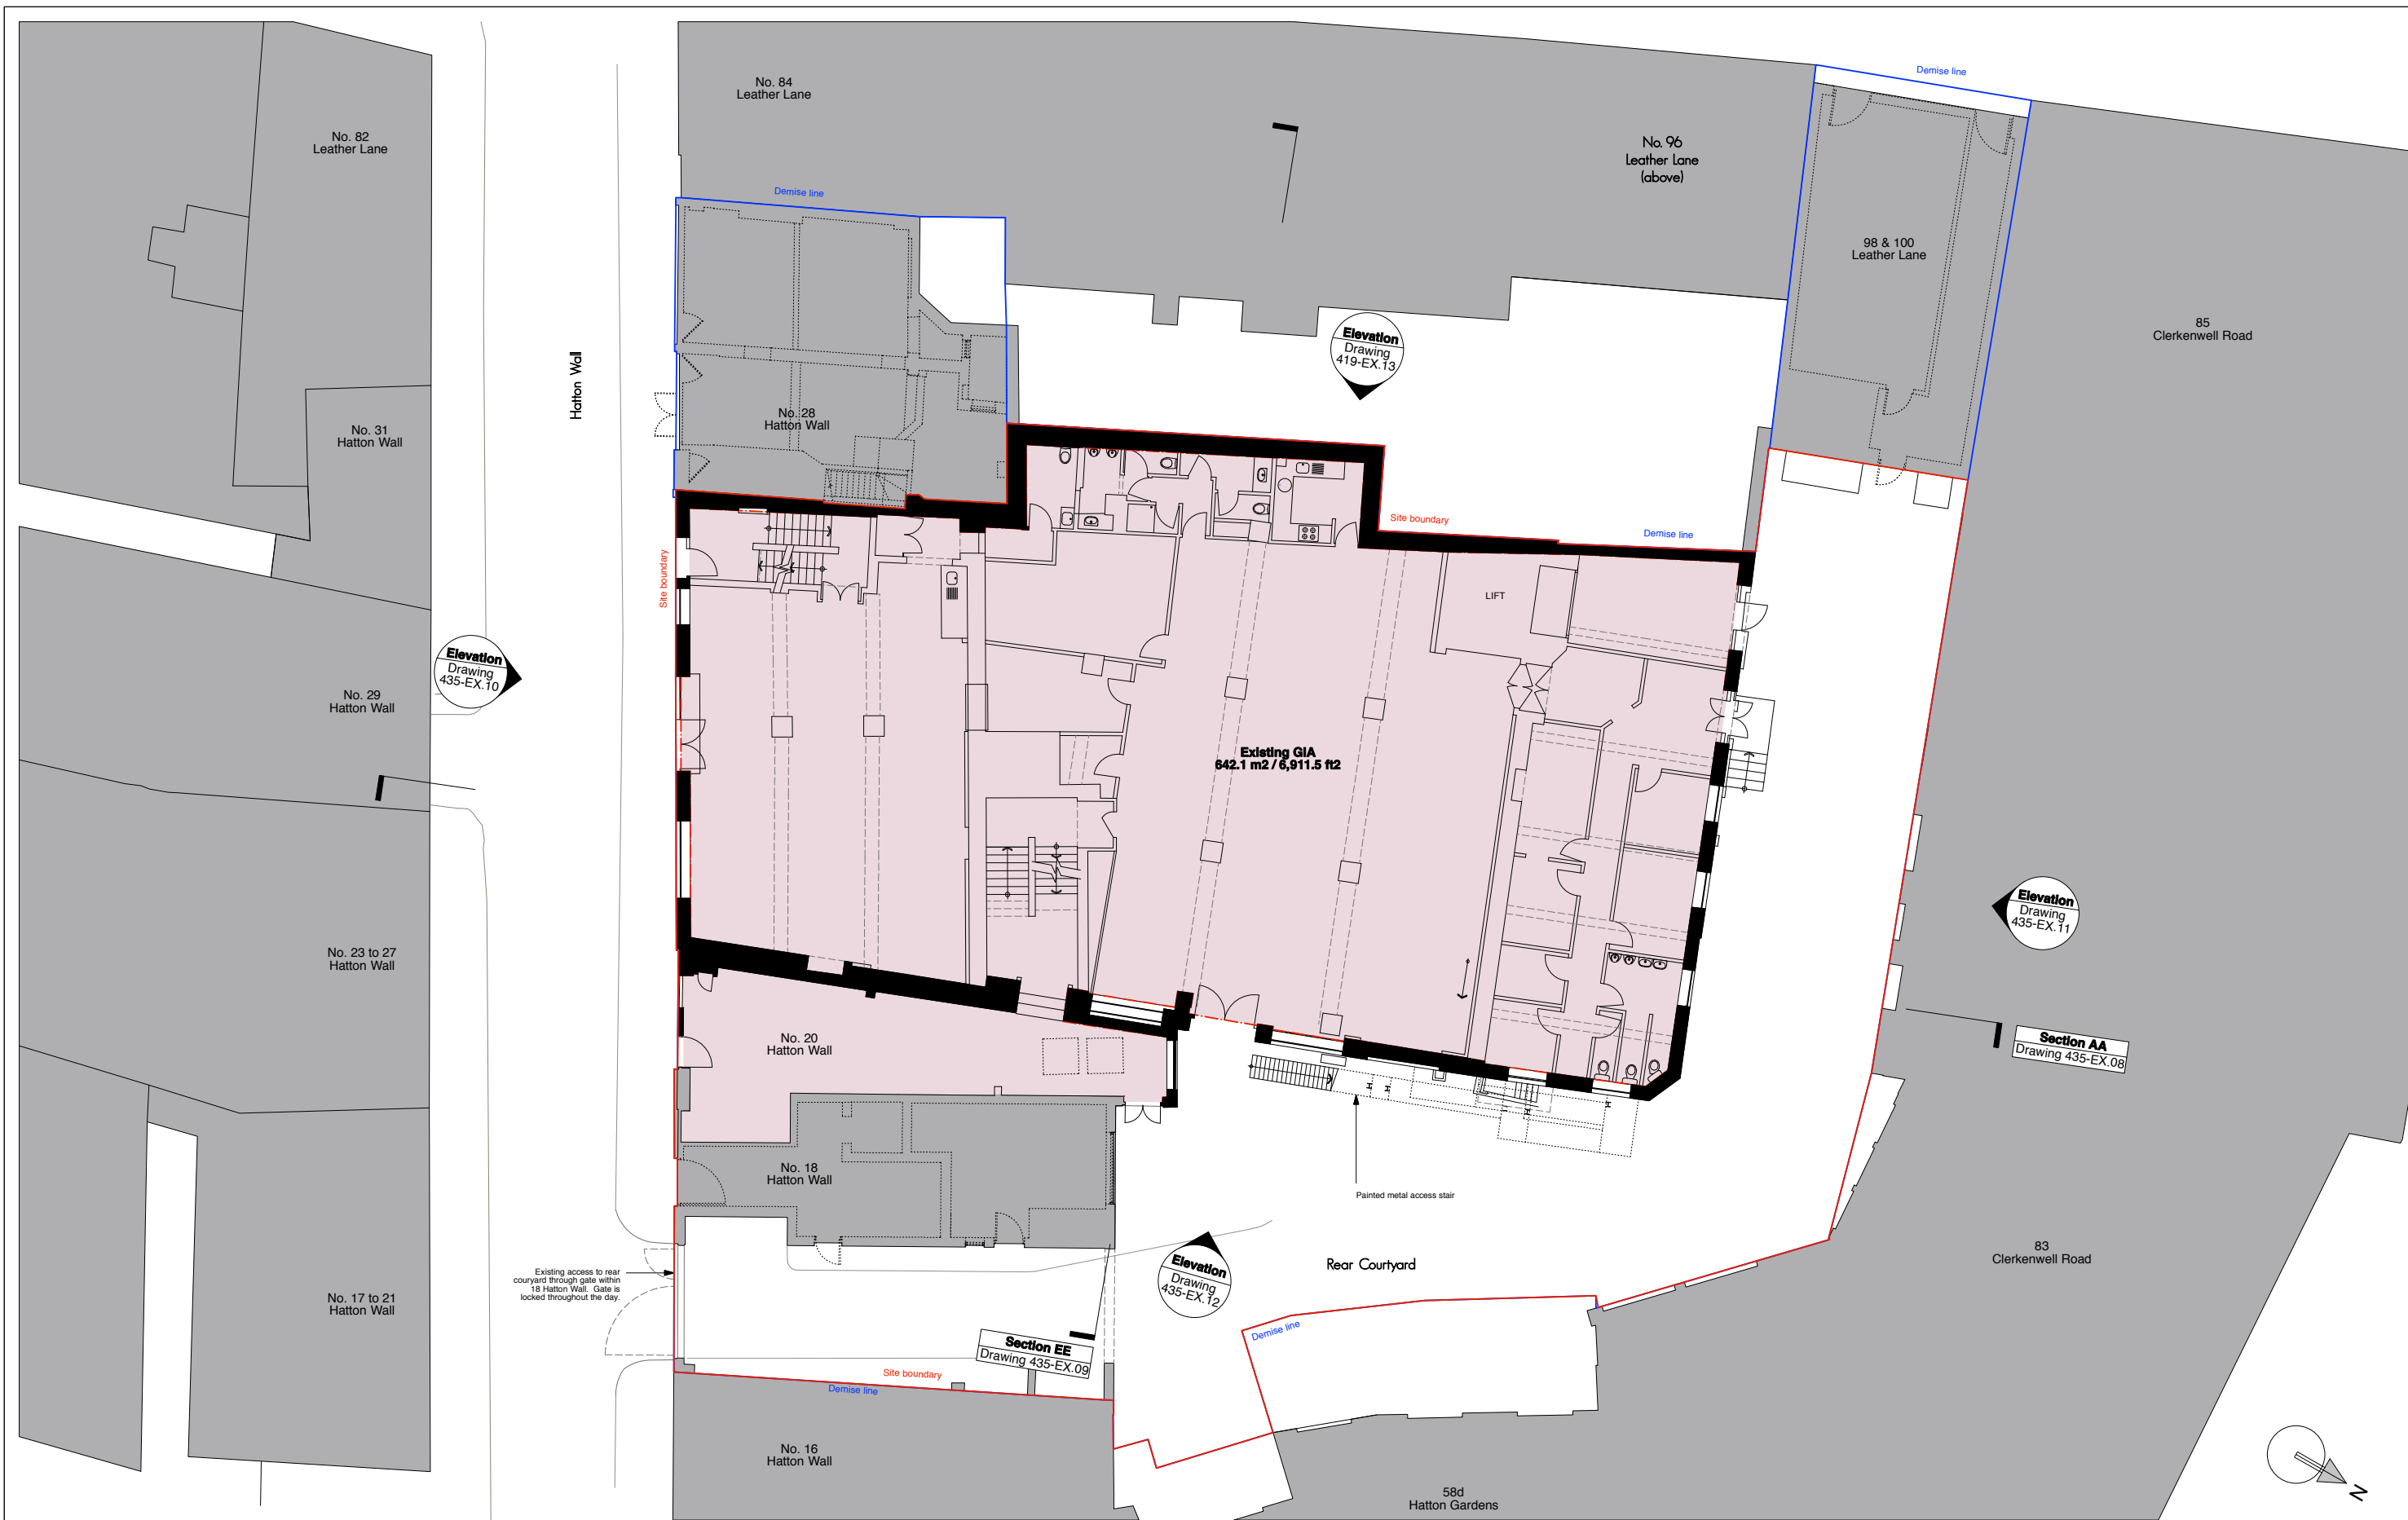 No. 84
Leather Lane
Demise line
No. 82
Leather Lane
No. 96
Leather Lane
(above)
Demise line
98 & 100
Leather Lane
85
Clerkenwell Road
Elevation
Drawing
419-EX.13
Hatton Wall
No. 31
Hatton Wall
No. 28
Hatton Wall
Site boundary
Demise line
Site boundary
LIFT
Elevation
Drawing
435-EX.10
No. 29
Hatton Wall
Existing GIA
642.1 m2 / 6,911.5 ft2
Elevation
Drawing
435-EX.11
No. 23 to 27
Hatton Wall
No. 20
Hatton Wall
Section AA
Drawing 435-EX.08
No. 18
Hatton Wall
Painted metal access stair
Existing access to rear
couryard through gate within
18 Hatton Wall. Gate is
locked throughout the day.
Elevation
Drawing
435-EX.12
Rear Courtyard
83
Clerkenwell Road
No. 17 to 21
Hatton Wall
Section EE
Drawing 435-EX.09
Demise line
Site boundary
Demise line
No. 16
Hatton Wall
58d
Hatton Gardens
N